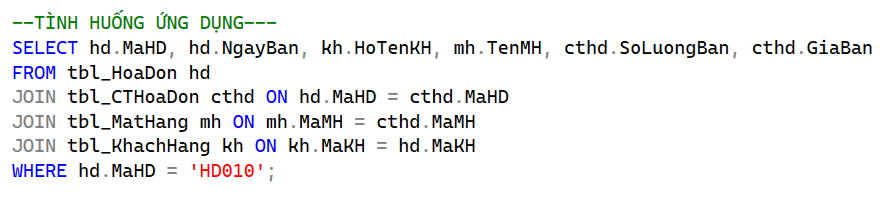 --TÌNH HUỐNG ỨNG DỤNG---
SELECT hd.MaHD, hd.NgayBan, kh.HoTenKH, mh.TenMH, cthd.SoLuongBan, cthd.GiaBan
FROM tbl_HoaDon hd
JOIN tbl_CTHoaDon cthd ON hd.MaHD = cthd.MaHD
JOIN tbl_MatHang mh ON mh.MaMH = cthd.MaMH
JOIN tbl_KhachHang kh ON kh.MaKH = hd.MaKH
WHERE hd.MaHD = 'HD010';